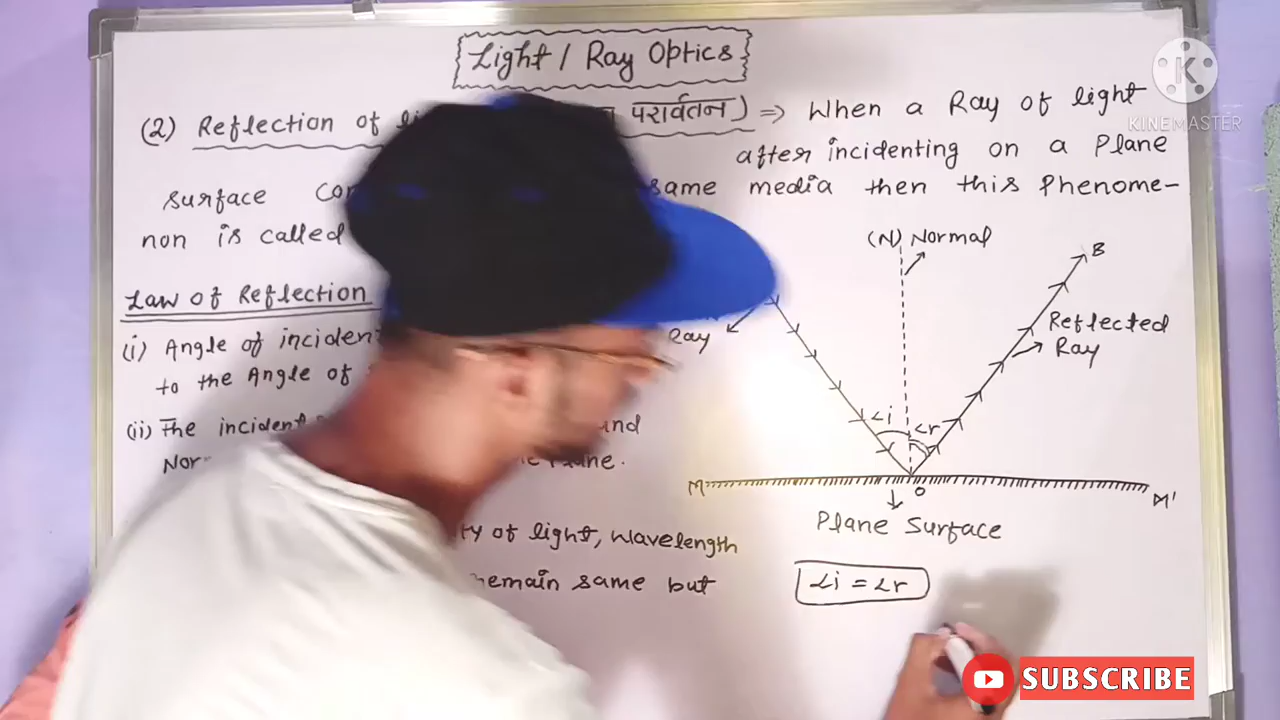 Light / Ray Optics
(2) Reflection of परावर्तन) ⇒ When a Ray of light
after incidenting on a Plane
surface same media then this Phenome-
non is called
Law of Reflection
(i) Angle of incident
to the Angle of
(ii) The incident and
Plane.
of light, Wavelength
remain same but
(N) Normal
B
Ray
Reflected
Ray
∠i
∠r
M
O
M'
Plane Surface
∠i = ∠r
K
KINEMASTER
SUBSCRIBE